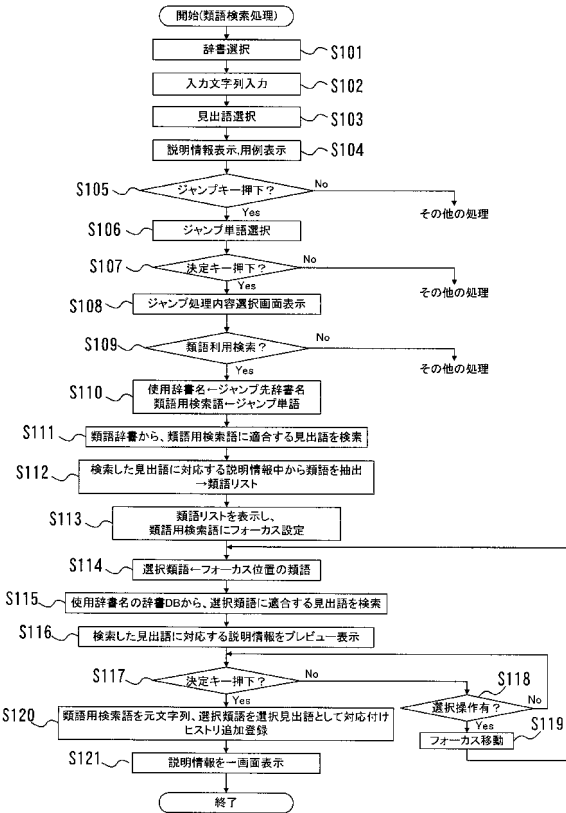 開始(類語検索処理)
辞書選択
S101
入力文字列入力
S102
見出語選択
S103
説明情報表示、用例表示
S104
S105
ジャンプキー押下？
No
その他の処理
Yes
S106
ジャンプ単語選択
S107
決定キー押下？
No
その他の処理
Yes
S108
ジャンプ処理内容選択画面表示
S109
類語利用検索？
No
その他の処理
Yes
S110
使用辞書名←ジャンプ先辞書名
類語用検索語←ジャンプ単語
S111
類語辞書から、類語用検索語に適合する見出語を検索
S112
検索した見出語に対応する説明情報中から類語を抽出
→類語リスト
S113
類語リストを表示し、
類語用検索語にフォーカス設定
S114
選択類語←フォーカス位置の類語
S115
使用辞書名の辞書DBから、選択類語に適合する見出語を検索
S116
検索した見出語に対応する説明情報をプレビュー表示
S117
決定キー押下？
No
Yes
S118
選択操作有？
No
Yes
S119
フォーカス移動
S120
類語用検索語を元文字列、選択類語を選択見出語として対応付け
ヒストリ追加登録
S121
説明情報を一画面表示
終了